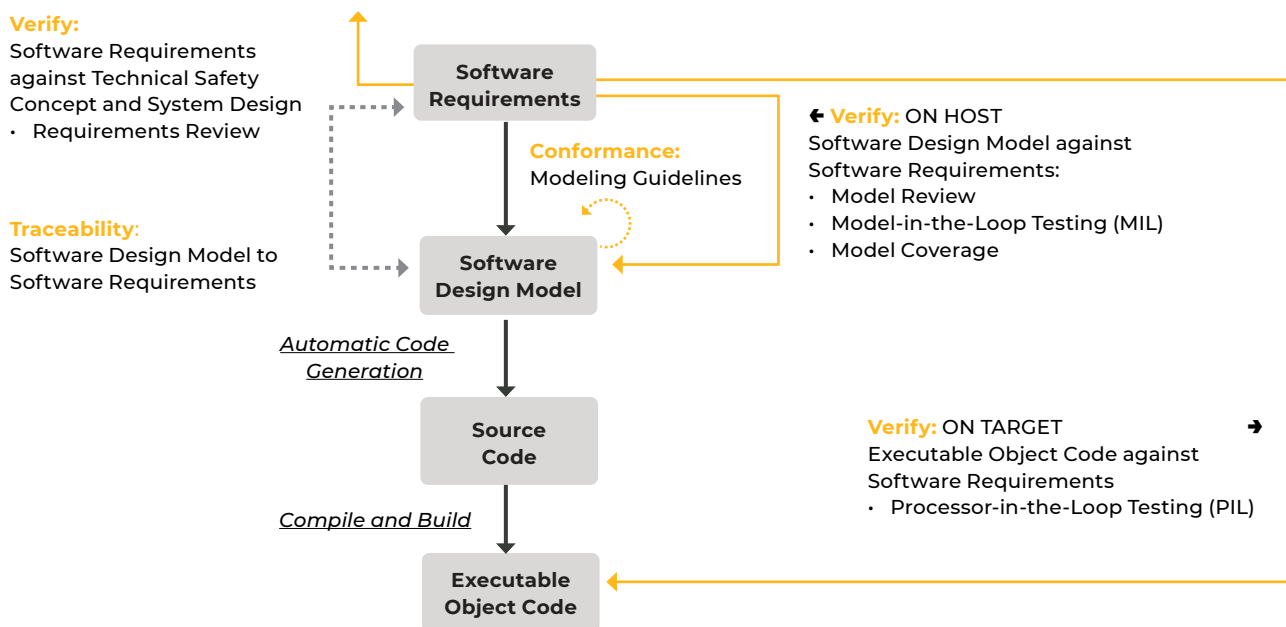 Verify:
Software Requirements
against Technical Safety
Concept and System Design
• Requirements Review
Traceability:
Software Design Model to
Software Requirements
Software
Requirements
Conformance:
Modeling Guidelines
Software
Design Model
Automatic Code
Generation
Source
Code
Compile and Build
Executable
Object Code
Verify: ON HOST
Software Design Model against
Software Requirements:
• Model Review
• Model-in-the-Loop Testing (MIL)
• Model Coverage
Verify: ON TARGET
Executable Object Code against
Software Requirements
• Processor-in-the-Loop Testing (PIL)